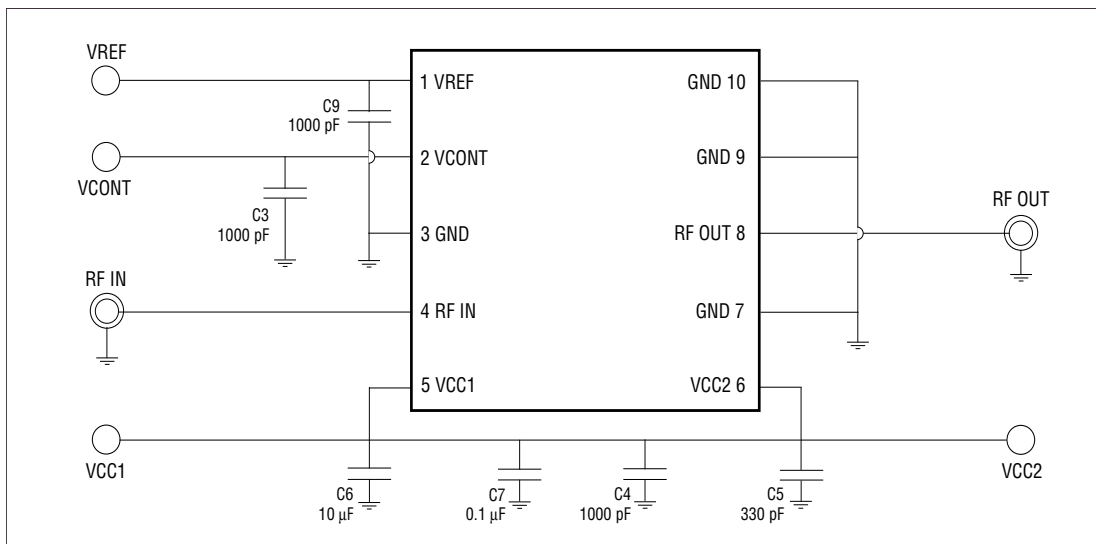 VREF
1 VREF
GND 10
C9
1000 pF
2 VCONT
GND 9
VCONT
C3
1000 pF
3 GND
RF OUT 8
RF OUT
RF IN
4 RF IN
GND 7
5 VCC1
VCC2 6
VCC1
VCC2
C6
10 µF
C7
0.1 µF
C4
1000 pF
C5
330 pF